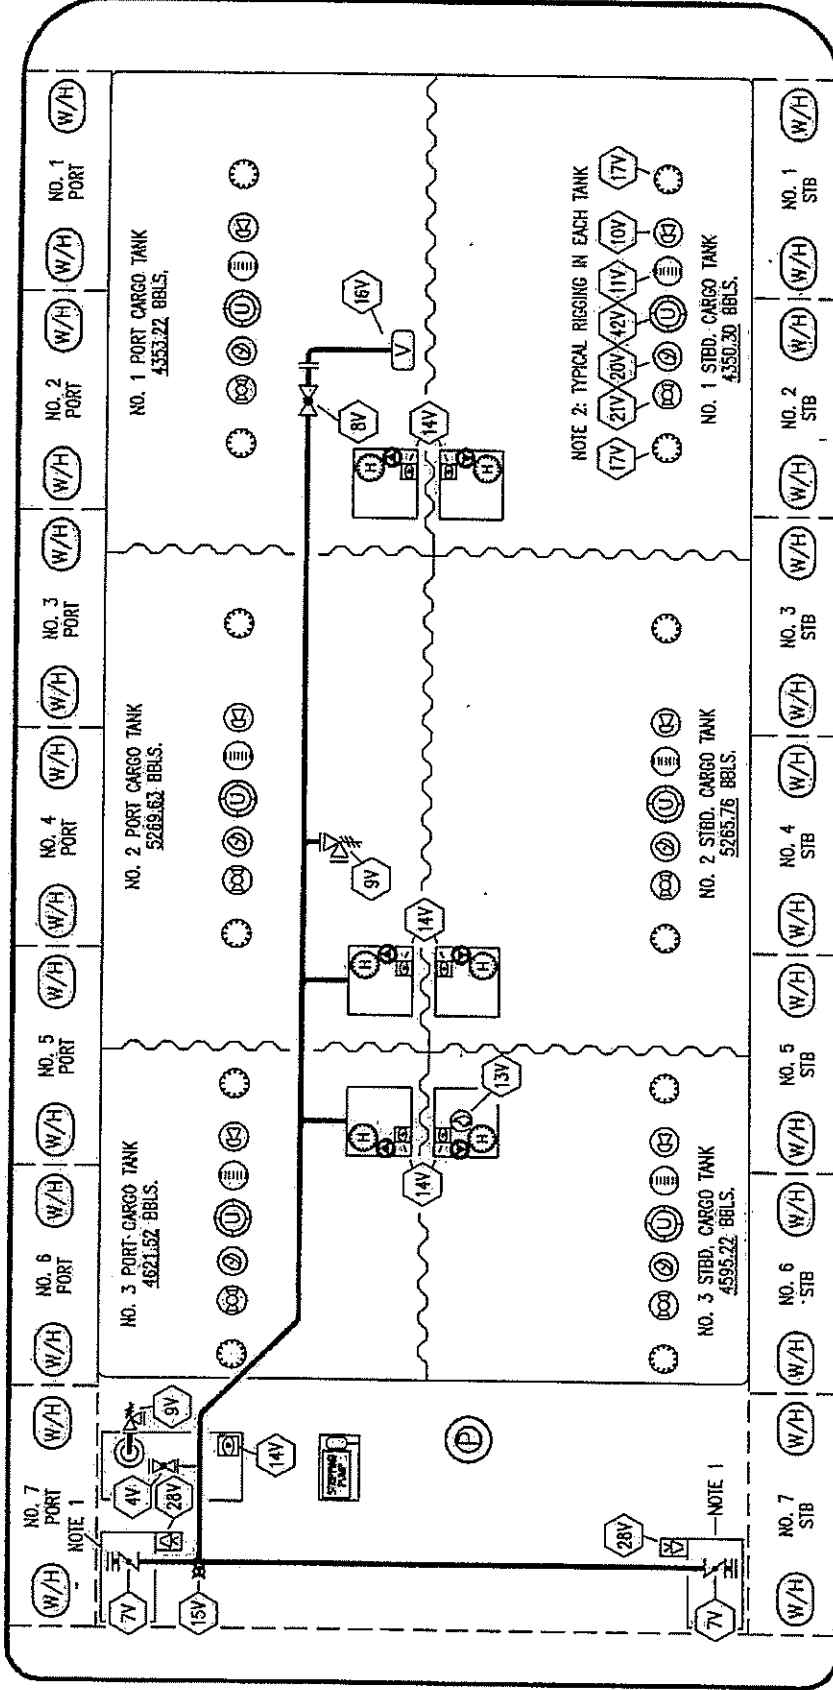 W/H
NO. 1
PORT
W/H
W/H
NO. 2
PORT
W/H
W/H
NO. 3
PORT
W/H
W/H
NO. 4
PORT
W/H
W/H
NO. 5
PORT
W/H
W/H
NO. 6
PORT
W/H
W/H
NO. 7
PORT
W/H
NOTE 1
NO. 1 PORT CARGO TANK
4353.22 BBLS.
U
16V
V
8V
14V
H
H
NO. 2 PORT CARGO TANK
5269.63 BBLS.
U
9V
14V
H
H
NO. 3 PORT CARGO TANK
4621.52 BBLS.
U
H
H
13V
14V
9V
4V
28V
14V
7V
15V
STRIPPING
PUMP
P
28V
NOTE 1
7V
NOTE 2: TYPICAL RIGGING IN EACH TANK
17V
21V
20V
42V
11V
10V
17V
U
NO. 1 STBD. CARGO TANK
4350.30 BBLS.
U
NO. 2 STBD. CARGO TANK
5265.76 BBLS.
U
NO. 3 STBD. CARGO TANK
4595.22 BBLS.
W/H
NO. 1
STB
W/H
W/H
NO. 2
STB
W/H
W/H
NO. 3
STB
W/H
W/H
NO. 4
STB
W/H
W/H
NO. 5
STB
W/H
W/H
NO. 6
STB
W/H
W/H
NO. 7
STB
W/H